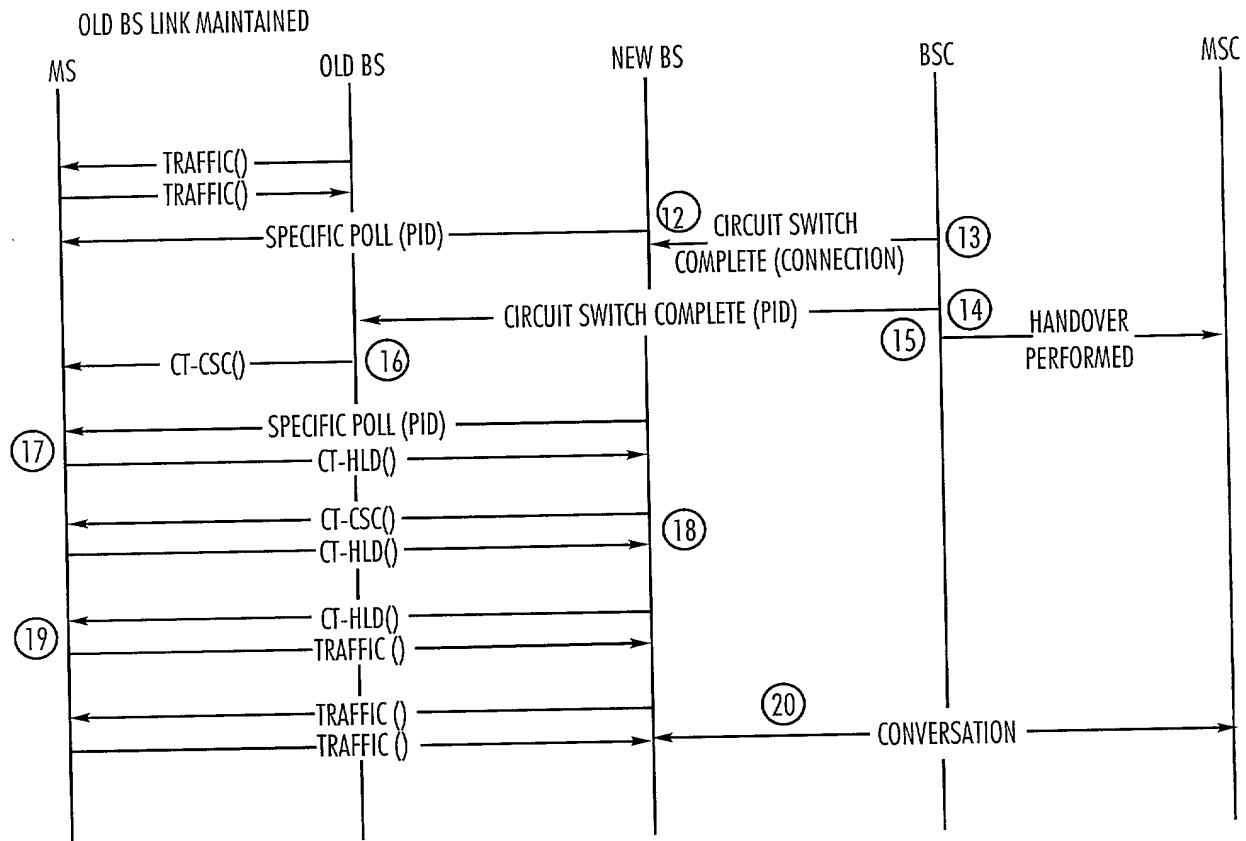 OLD BS LINK MAINTAINED
MS
OLD BS
NEW BS
BSC
MSC
TRAFFIC()
TRAFFIC()
SPECIFIC POLL (PID)
12
CIRCUIT SWITCH
COMPLETE (CONNECTION)
13
CIRCUIT SWITCH COMPLETE (PID)
14
15
HANDOVER
PERFORMED
CT-CSC()
16
SPECIFIC POLL (PID)
17
CT-HLD()
CT-CSC()
18
CT-HLD()
CT-HLD()
19
TRAFFIC ()
TRAFFIC ()
20
CONVERSATION
TRAFFIC ()